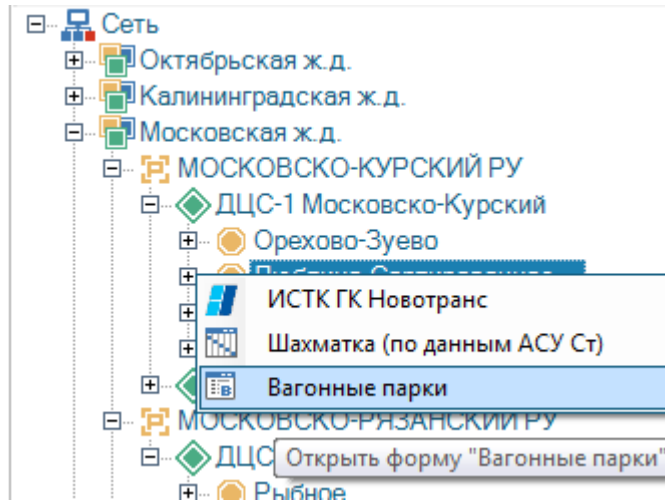 Сеть
Октябрьская ж.д.
Калининградская ж.д.
Московская ж.д.
МОСКОВСКО-КУРСКИЙ РУ
ДЦС-1 Московско-Курский
Орехово-Зуево
ИСТК ГК Новотранс
Шахматка (по данным АСУ Ст)
Вагонные парки
МОСКОВСКО-РЯЗАНСКИЙ РУ
ДЦС
Открыть форму "Вагонные парки"
Рыбное